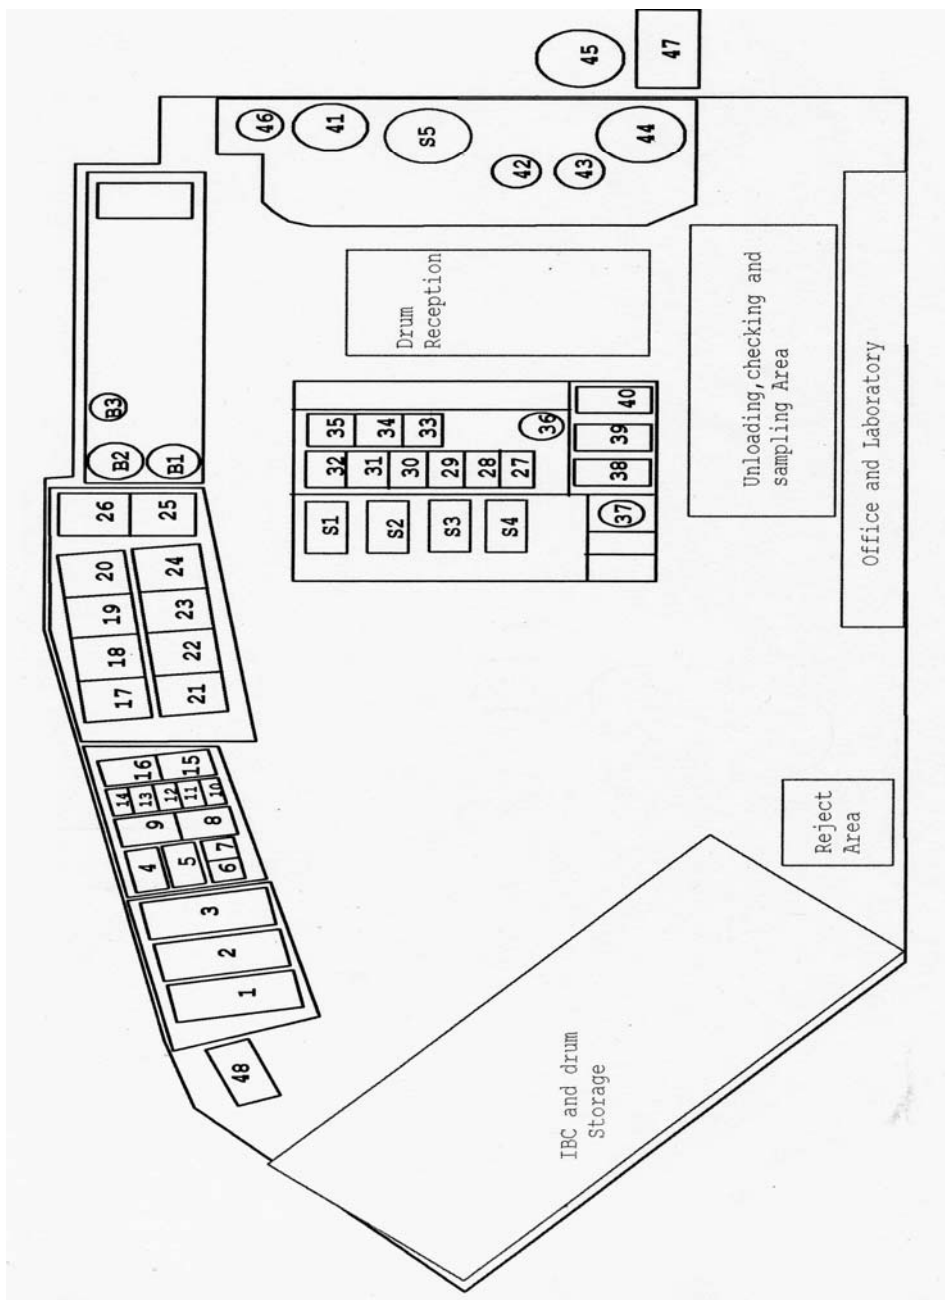 48
1
2
3
4
5
6 7
9
8
14
13
12
11
10
16
15
17 18 19 20
21 22 23 24
26
25
B2
B1
B3
S1
S2
S3
S4
32
31
30
29
28
27
35
34
33
36
37
38 39 40
Drum
Reception
46
41
S5
42
43
44
45
47
IBC and drum
Storage
Reject
Area
Unloading,checking and
sampling Area
Office and Laboratory